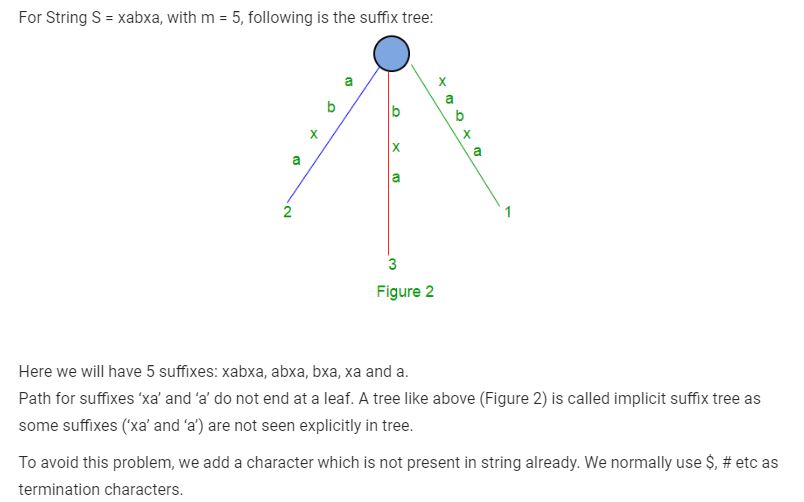 For String S = xabxa, with m = 5, following is the suffix tree:
a
b
x
a
2
b
x
a
3
x
a
b
x
a
1
Figure 2
Here we will have 5 suffixes: xabxa, abxa, bxa, xa and a.
Path for suffixes ‘xa’ and ‘a’ do not end at a leaf. A tree like above (Figure 2) is called implicit suffix tree as
some suffixes (‘xa’ and ‘a’) are not seen explicitly in tree.
To avoid this problem, we add a character which is not present in string already. We normally use $, # etc as
termination characters.